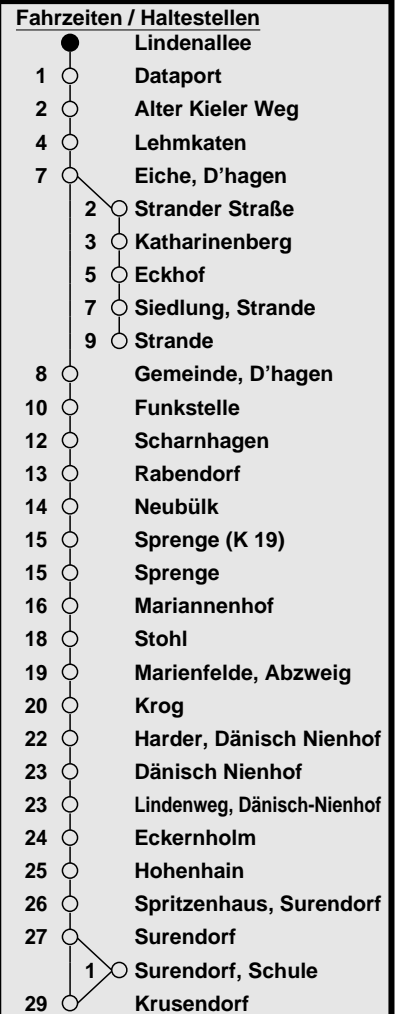 Fahrzeiten / Haltestellen
Lindenallee
1 Dataport
2 Alter Kieler Weg
4 Lehmkaten
7 Eiche, D'hagen
2 Strander Straße
3 Katharinenberg
5 Eckhof
7 Siedlung, Strande
9 Strande
8 Gemeinde, D'hagen
10 Funkstelle
12 Scharnhagen
13 Rabendorf
14 Neubülk
15 Sprenge (K 19)
15 Sprenge
16 Mariannenhof
18 Stohl
19 Marienfelde, Abzweig
20 Krog
22 Harder, Dänisch Nienhof
23 Dänisch Nienhof
23 Lindenweg, Dänisch-Nienhof
24 Eckernholm
25 Hohenhain
26 Spritzenhaus, Surendorf
27 Surendorf
1 Surendorf, Schule
29 Krusendorf